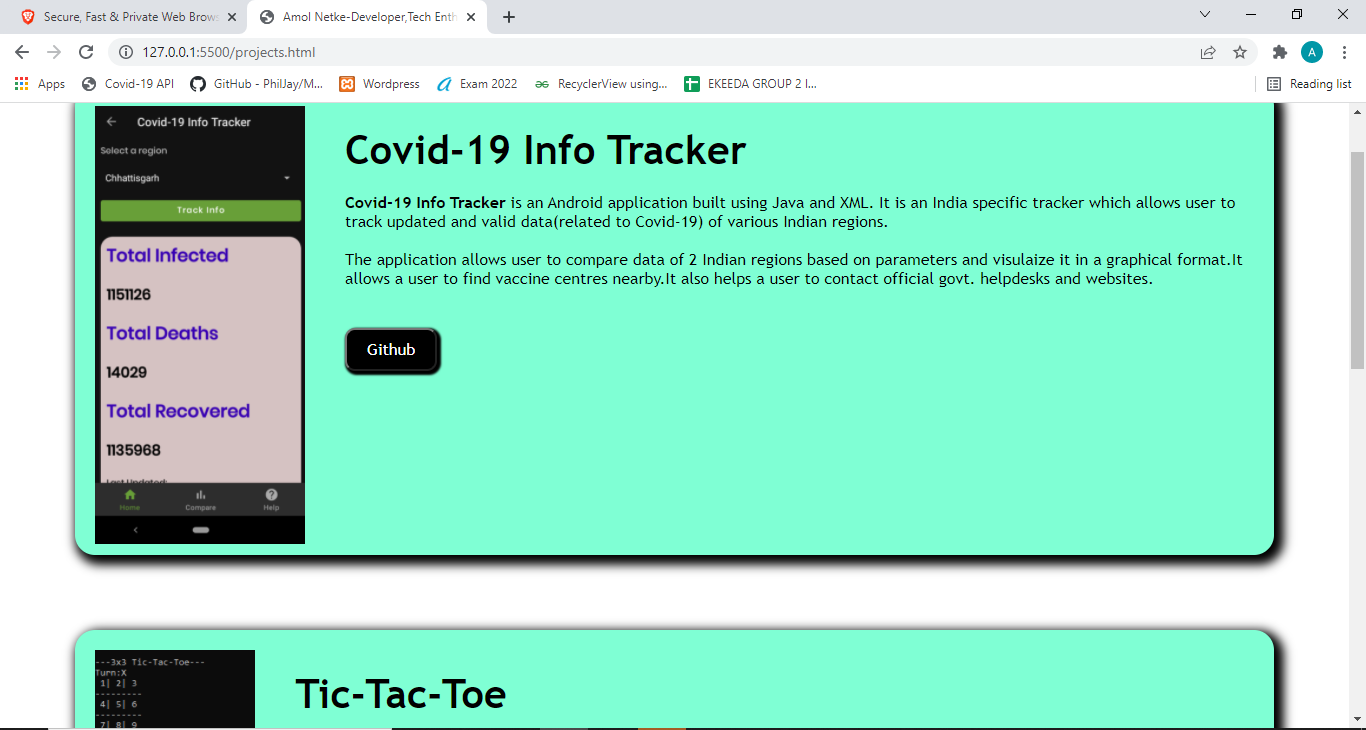 Secure, Fast & Private Web Brow
Amol Netke-Developer,Tech Enth
127.0.0.1:5500/projects.html
A
Apps
Covid-19 API
GitHub - PhilJay/M...
Wordpress
Exam 2022
RecyclerView using...
EKEEDA GROUP 2 I...
Reading list
Covid-19 Info Tracker
Select a region
Chhattisgarh
Track Info
Total Infected
1151126
Total Deaths
14029
Total Recovered
1135968
Last Updated:
Home
Compare
Help
Covid-19 Info Tracker
Covid-19 Info Tracker is an Android application built using Java and XML. It is an India specific tracker which allows user to
track updated and valid data(related to Covid-19) of various Indian regions.
The application allows user to compare data of 2 Indian regions based on parameters and visulaize it in a graphical format.It
allows a user to find vaccine centres nearby.It also helps a user to contact official govt. helpdesks and websites.
Github
---3x3 Tic-Tac-Toe---
Turn:X
1| 2| 3
---------
4| 5| 6
---------
7| 8| 9
Tic-Tac-Toe